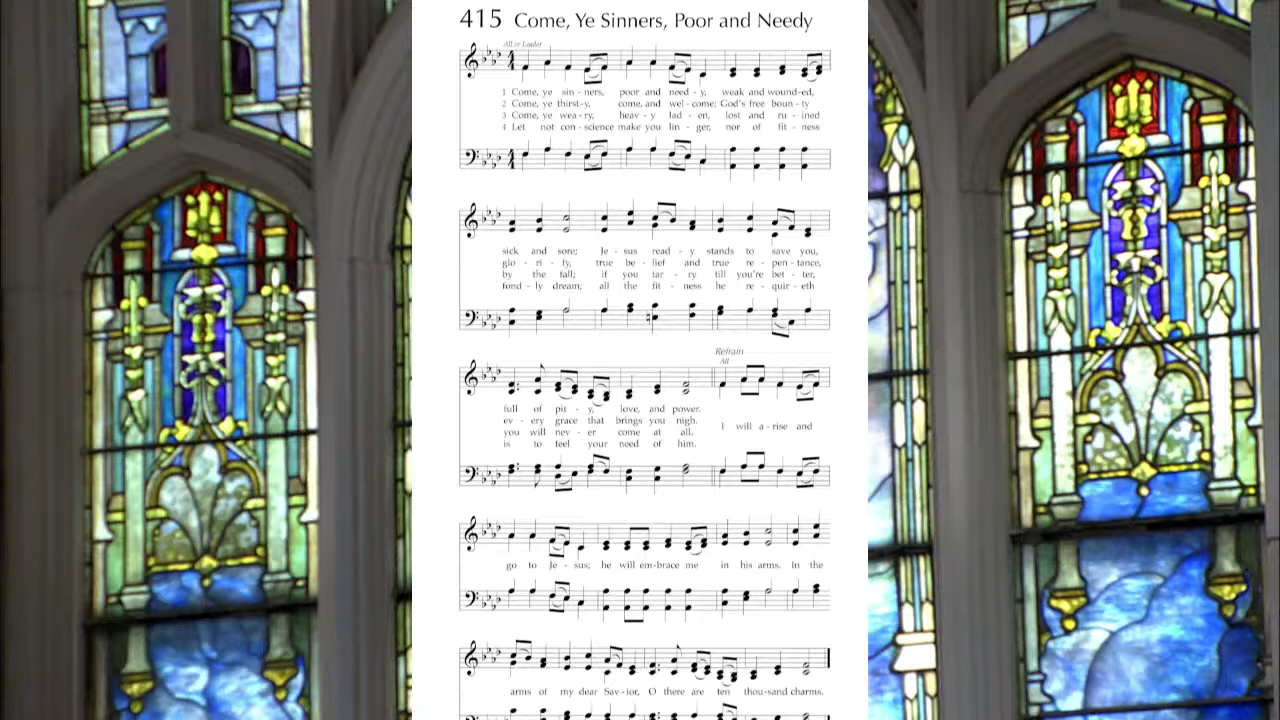 415 Come, Ye Sinners, Poor and Needy
All or Leader
1 Come, ye sin - ners, poor and need - y, weak and wound - ed,
2 Come, ye thirst - y, come, and wel - come; God's free boun - ty
3 Come, ye wea - ry, heav - y lad - en, lost and ru - ined
4 Let not con - science make you lin - ger, nor of fit - ness
sick and sore; Je - sus read - y stands to save you,
glo - ri - fy, true be - lief and true re - pen - tance,
by the fall; if you tar - ry till you're bet - ter,
fond - ly dream; all the fit - ness he re - quir - eth
Refrain
All
full of pit - y, love, and power.
ev - ery grace that brings you nigh.
you will nev - er come at all.
is to feel your need of him.
I will a - rise and
go to Je - sus; he will em - brace me in his arms. In the
arms of my dear Sav - ior, O there are ten thou - sand charms.